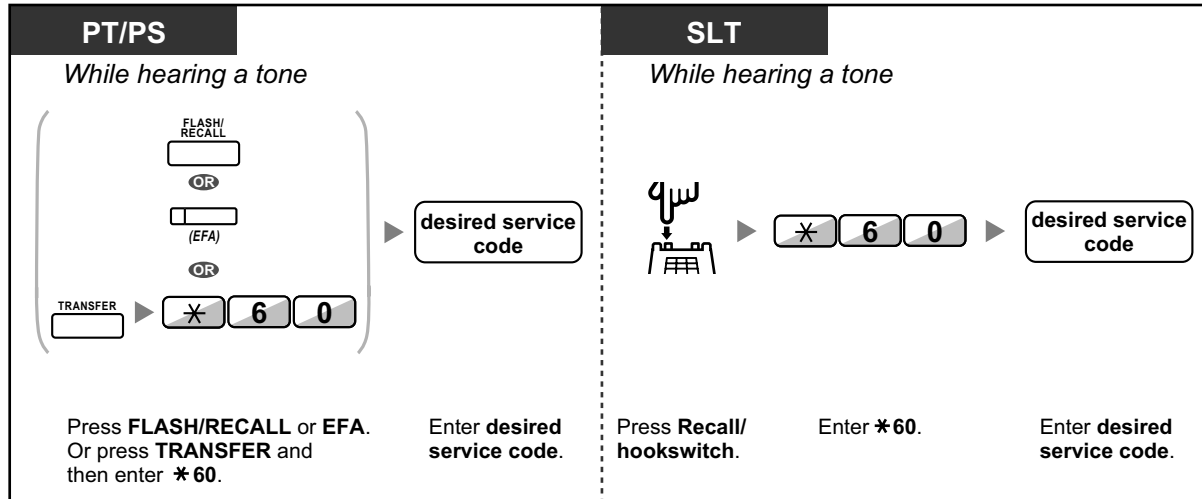 PT/PS
While hearing a tone
FLASH/
RECALL
OR
(EFA)
OR
TRANSFER
* 6 0
desired service
code
Press FLASH/RECALL or EFA.
Or press TRANSFER and
then enter *60.
Enter desired
service code.
SLT
While hearing a tone
* 6 0
desired service
code
Press Recall/
hookswitch.
Enter *60.
Enter desired
service code.